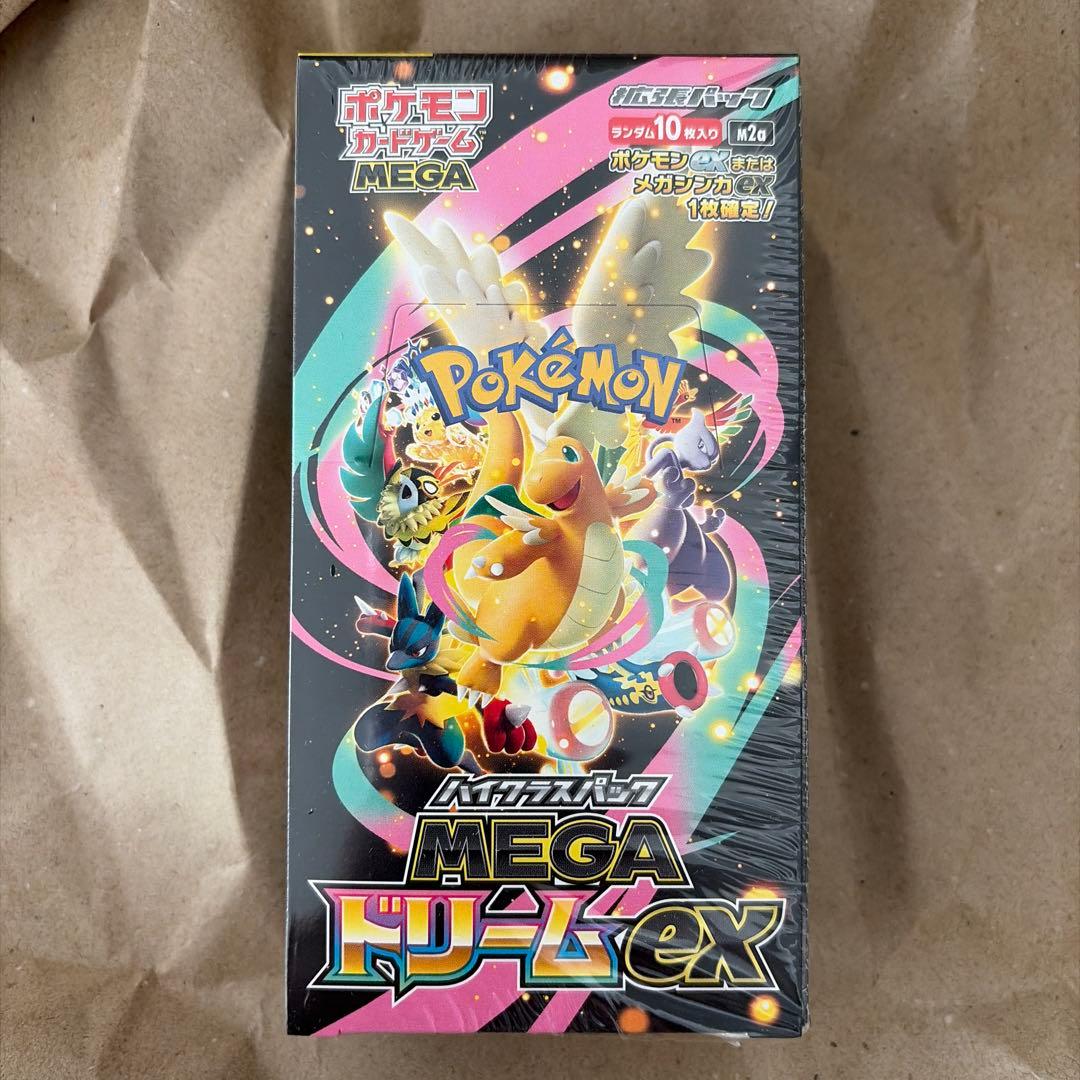 ポケモン
カードゲーム™
MEGA
拡張パック
ランダム10枚入り M2a
ポケモンexまたは
メガシンカex
1枚確定!
POKéMON™
ハイクラスパック
MEGA
ドリームex